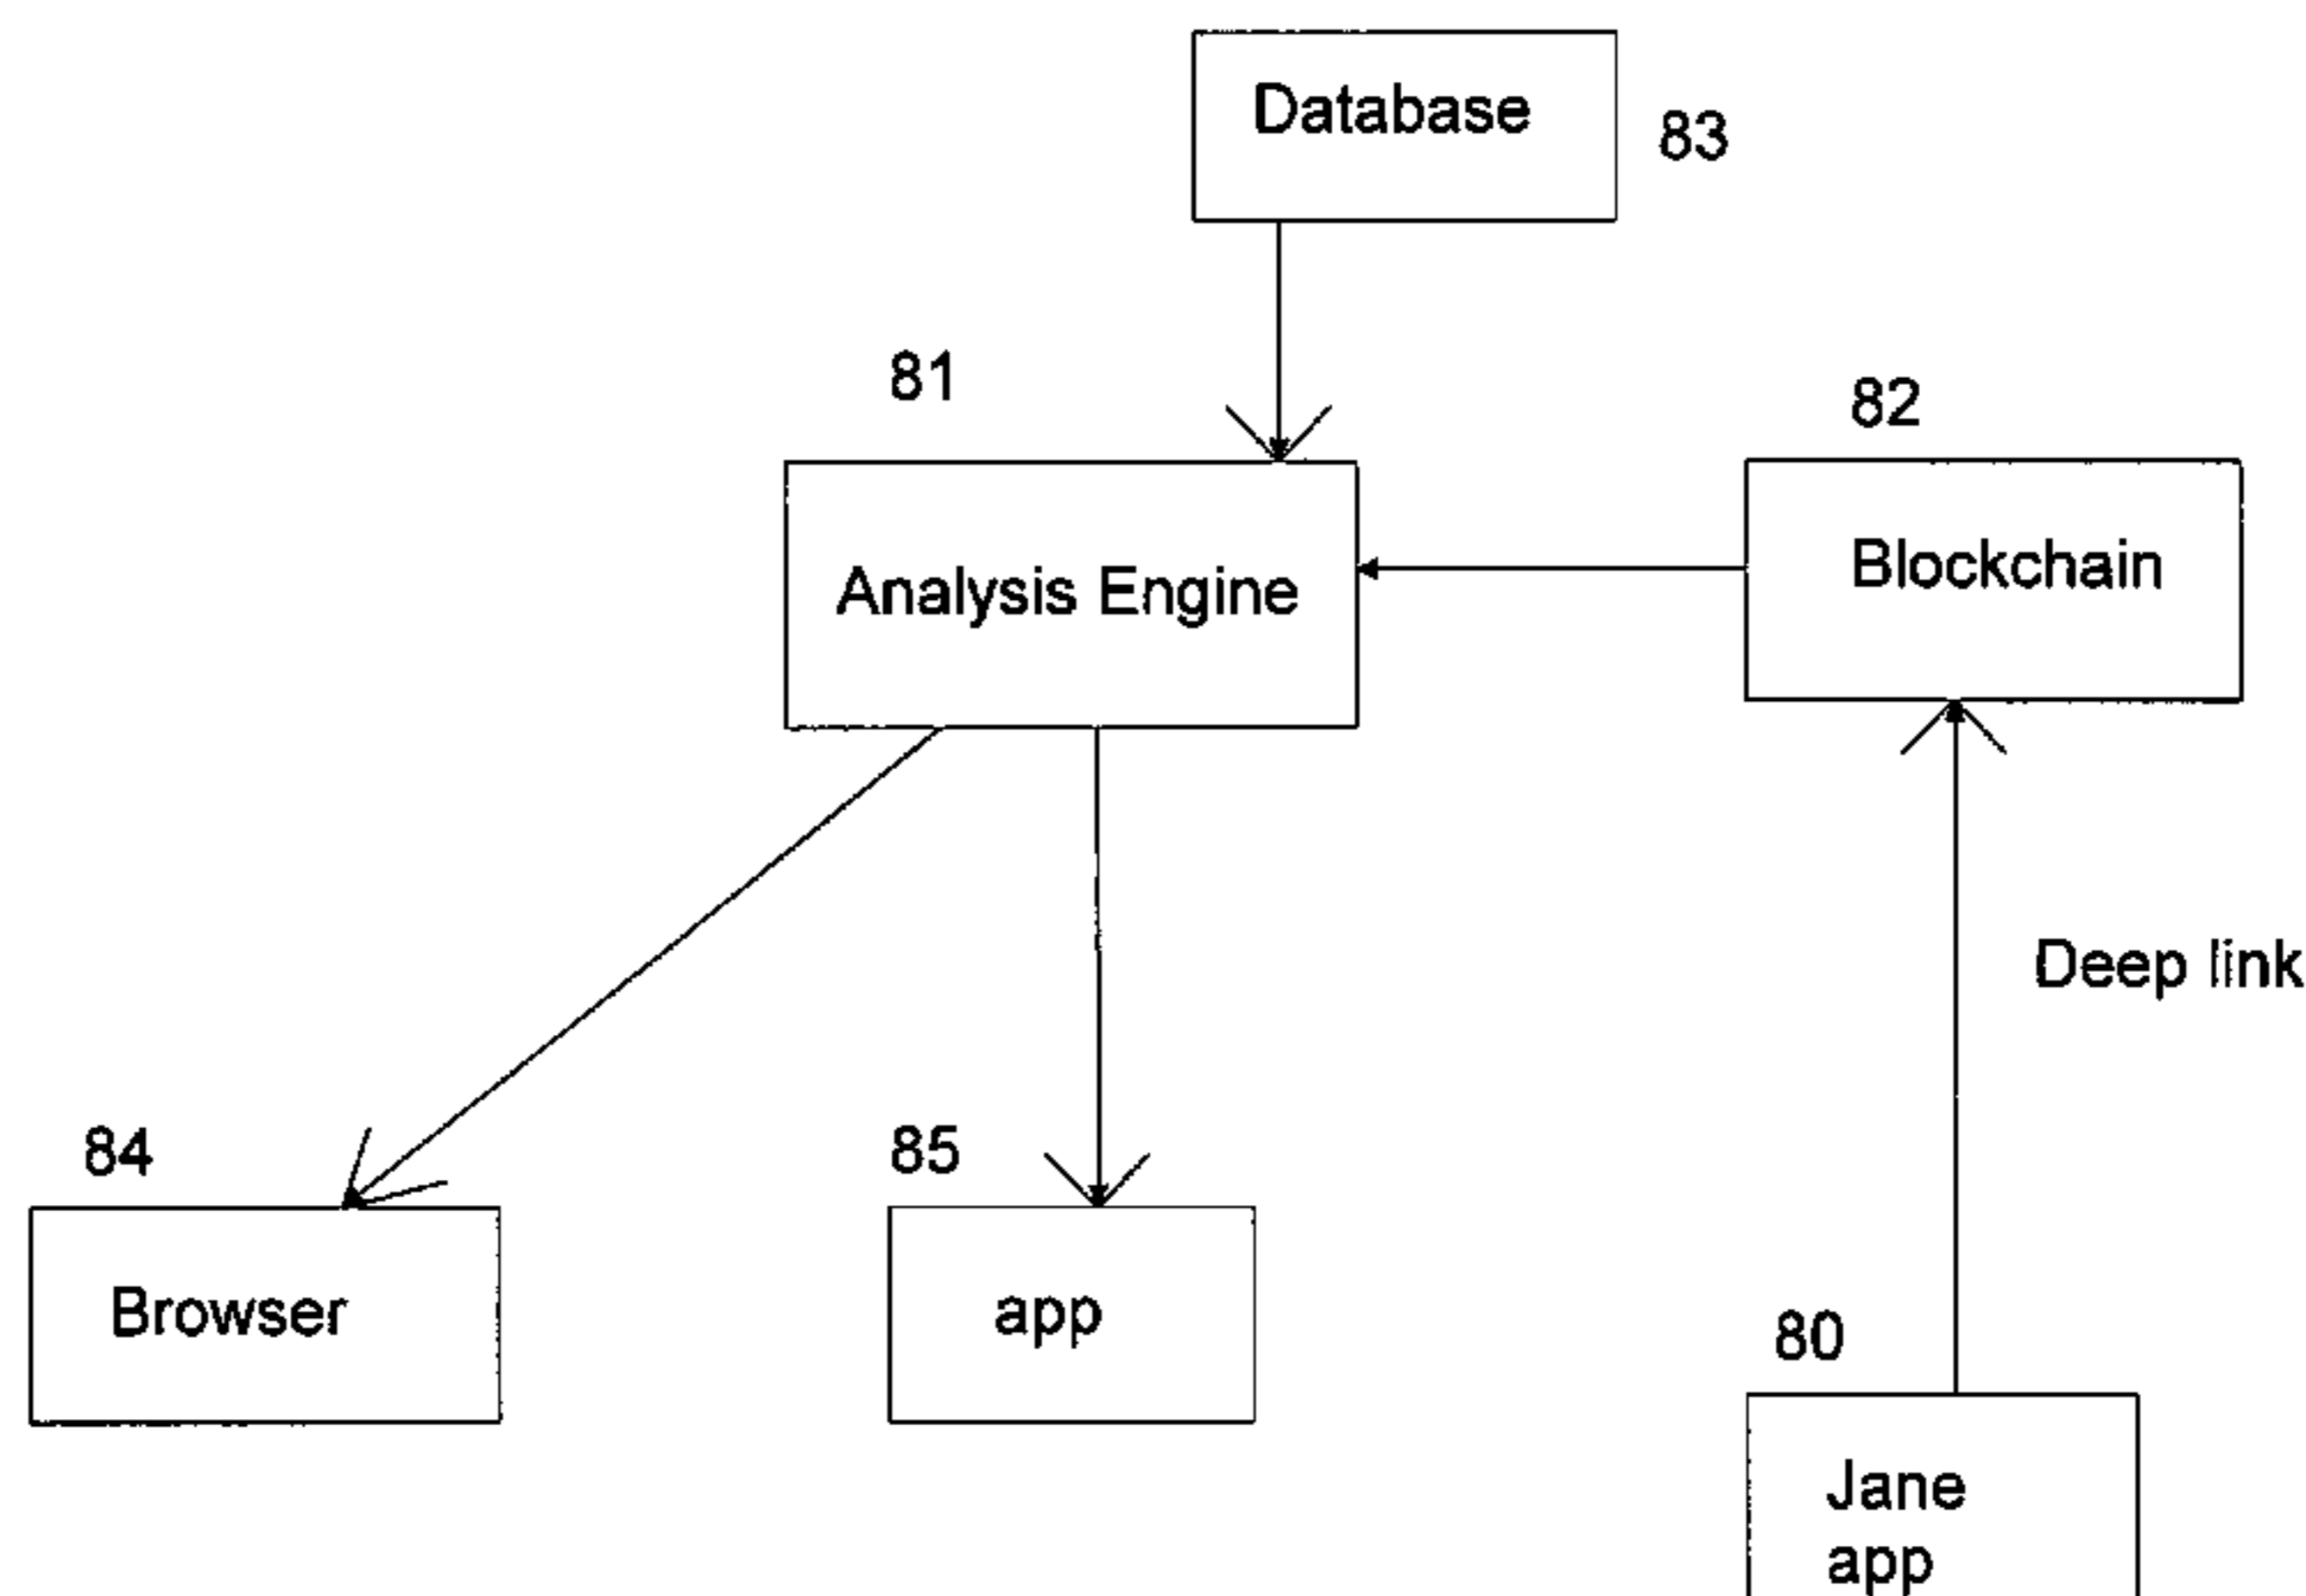 Database
83
81
82
Analysis Engine
Blockchain
Deep link
84
85
Browser
app
80
Jane
app